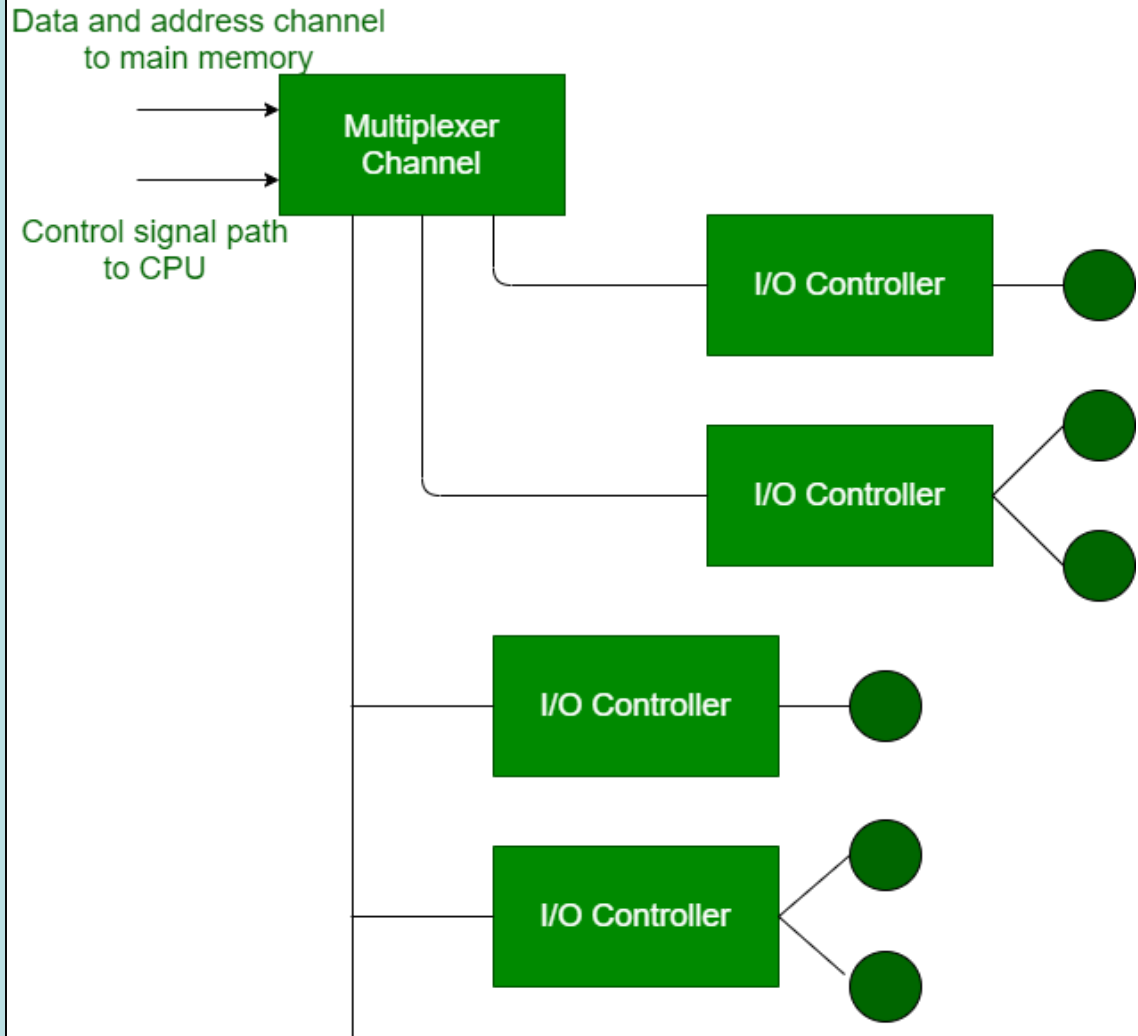 Data and address channel
to main memory
Multiplexer
Channel
Control signal path
to CPU
I/O Controller
I/O Controller
I/O Controller
I/O Controller